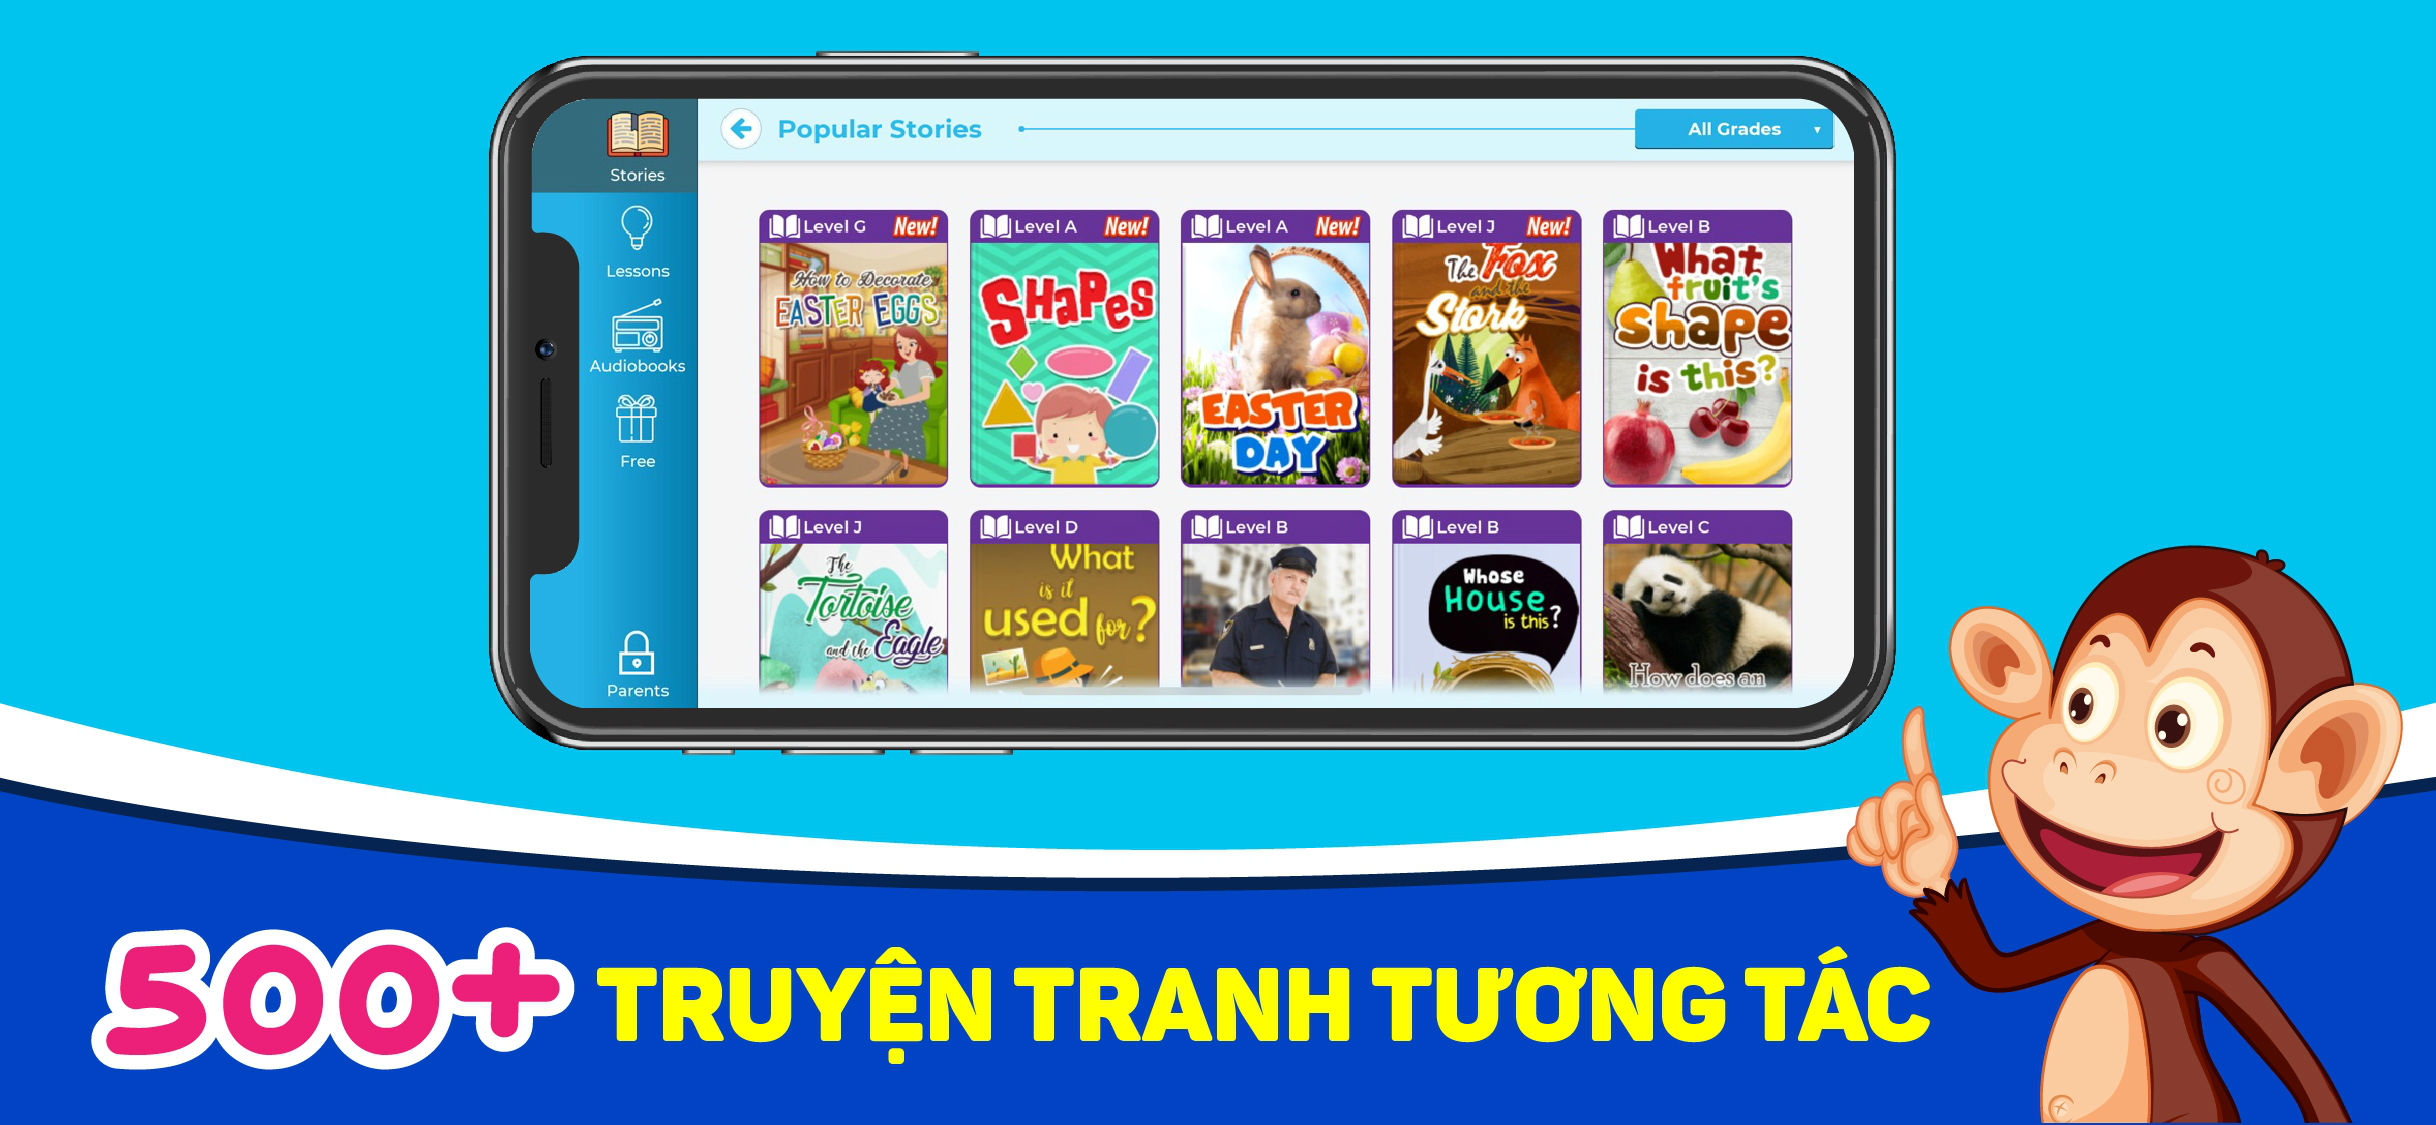 Stories
Lessons
Audiobooks
Free
Parents
Popular Stories
All Grades
Level G New!
How to Decorate
EASTER EGGS
Level A New!
SHAPES
Level A New!
EASTER
DAY
Level J New!
The Fox
and the
Stork
Level B
What
fruit's
shape
is this?
Level J
The
Tortoise
and the Eagle
Level D
What
is it
used for?
Level B
Level B
Whose
House
is this?
Level C
How does an
500+ TRUYỆN TRANH TƯƠNG TÁC